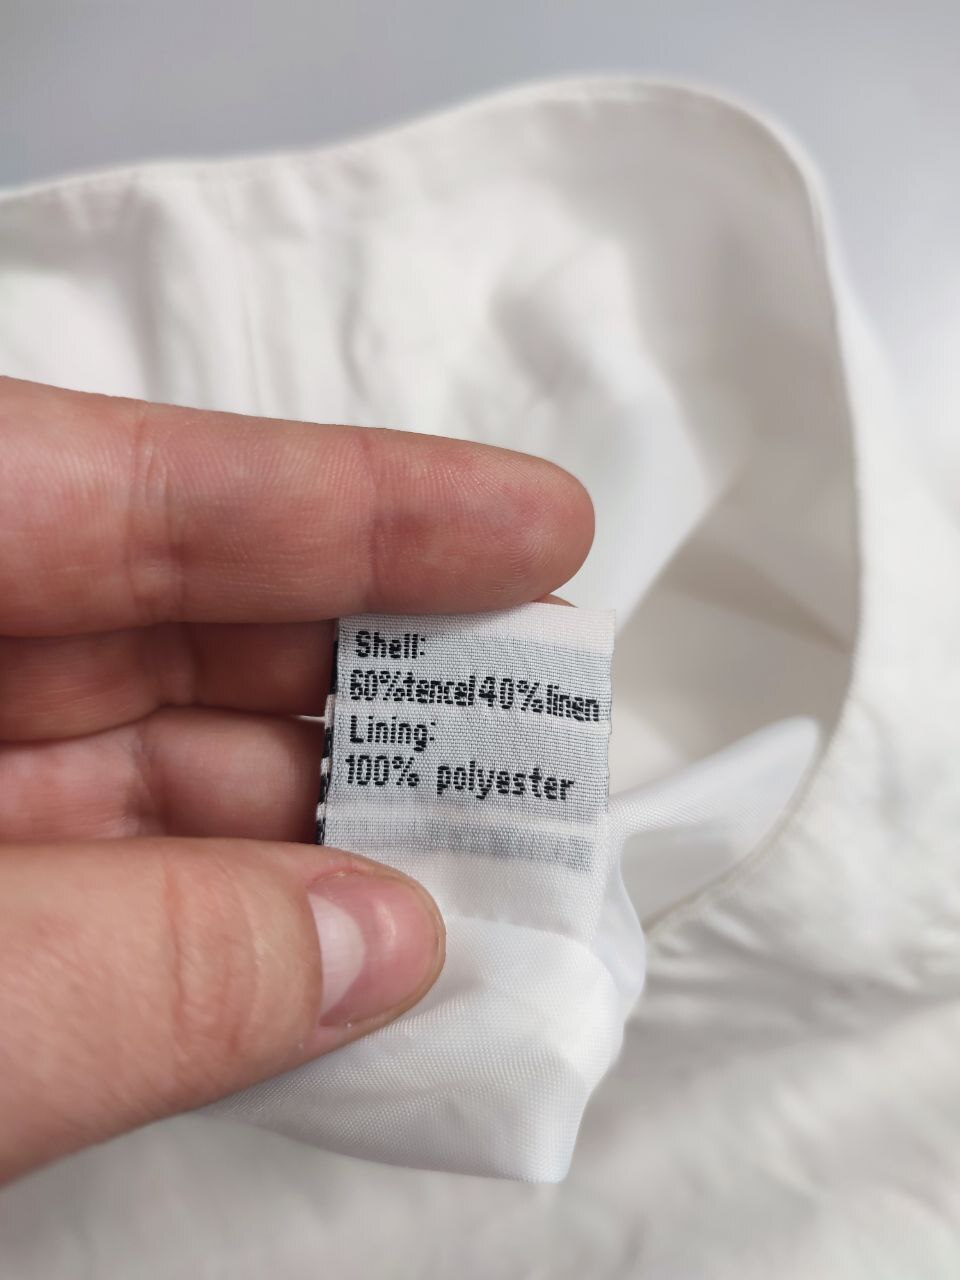 Shell:
60%tencel40%linen
Lining:
100% polyester